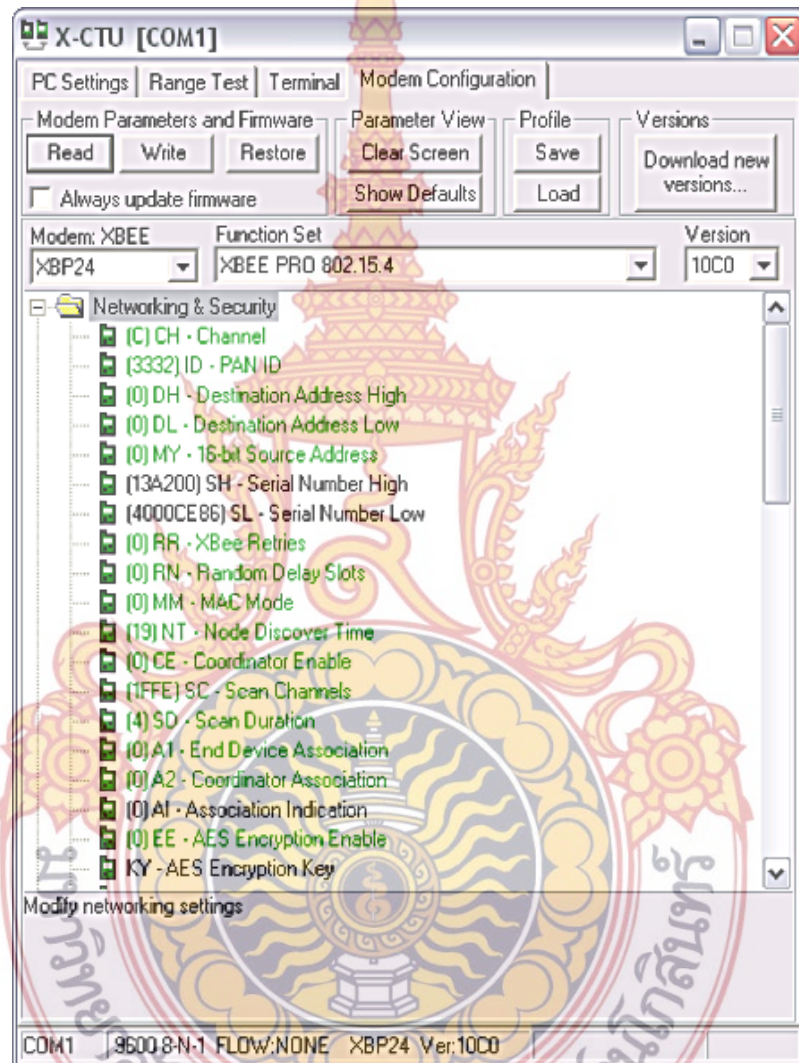 X-CTU [COM1]
PC Settings Range Test Terminal Modem Configuration
Modem Parameters and Firmware Parameter View Profile Versions
Read Write Restore Clear Screen Save Download new versions...
Always update firmware Show Defaults Load
Modem: XBEE Function Set Version
XBP24 XBEE PRO 802.15.4 10C0
Networking & Security
(C) CH - Channel
(3332) ID - PAN ID
(0) DH - Destination Address High
(0) DL - Destination Address Low
(0) MY - 16-bit Source Address
(13A200) SH - Serial Number High
(4000CE86) SL - Serial Number Low
(0) RR - XBee Retries
(0) RN - Random Delay Slots
(0) MM - MAC Mode
(19) NT - Node Discover Time
(0) CE - Coordinator Enable
(1FFE) SC - Scan Channels
(4) SD - Scan Duration
(0) A1 - End Device Association
(0) A2 - Coordinator Association
(0) AI - Association Indication
(0) EE - AES Encryption Enable
KY - AES Encryption Key
Modify networking settings
COM1 9600 8-N-1 FLOW:NONE XBP24 Ver:10C0